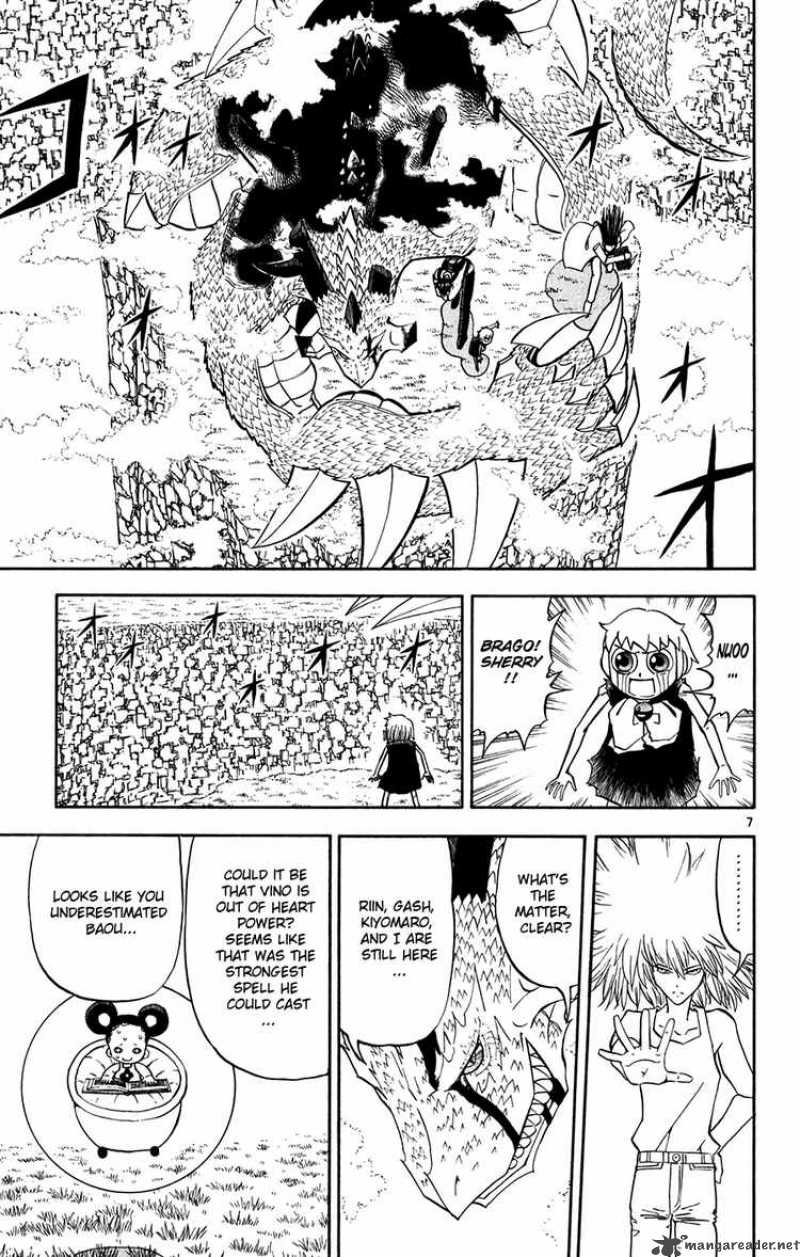 NUOO
...
BRAGO!
SHERRY
!!
7
..........
WHAT'S
THE
MATTER,
CLEAR?
RIIN, GASH,
KIYOMARO,
AND I ARE
STILL HERE
...
COULD IT BE
THAT VINO IS
OUT OF HEART
POWER?
SEEMS LIKE
THAT WAS THE
STRONGEST
SPELL HE
COULD CAST
...
LOOKS LIKE YOU
UNDERESTIMATED
BAOU...
mangareader.net